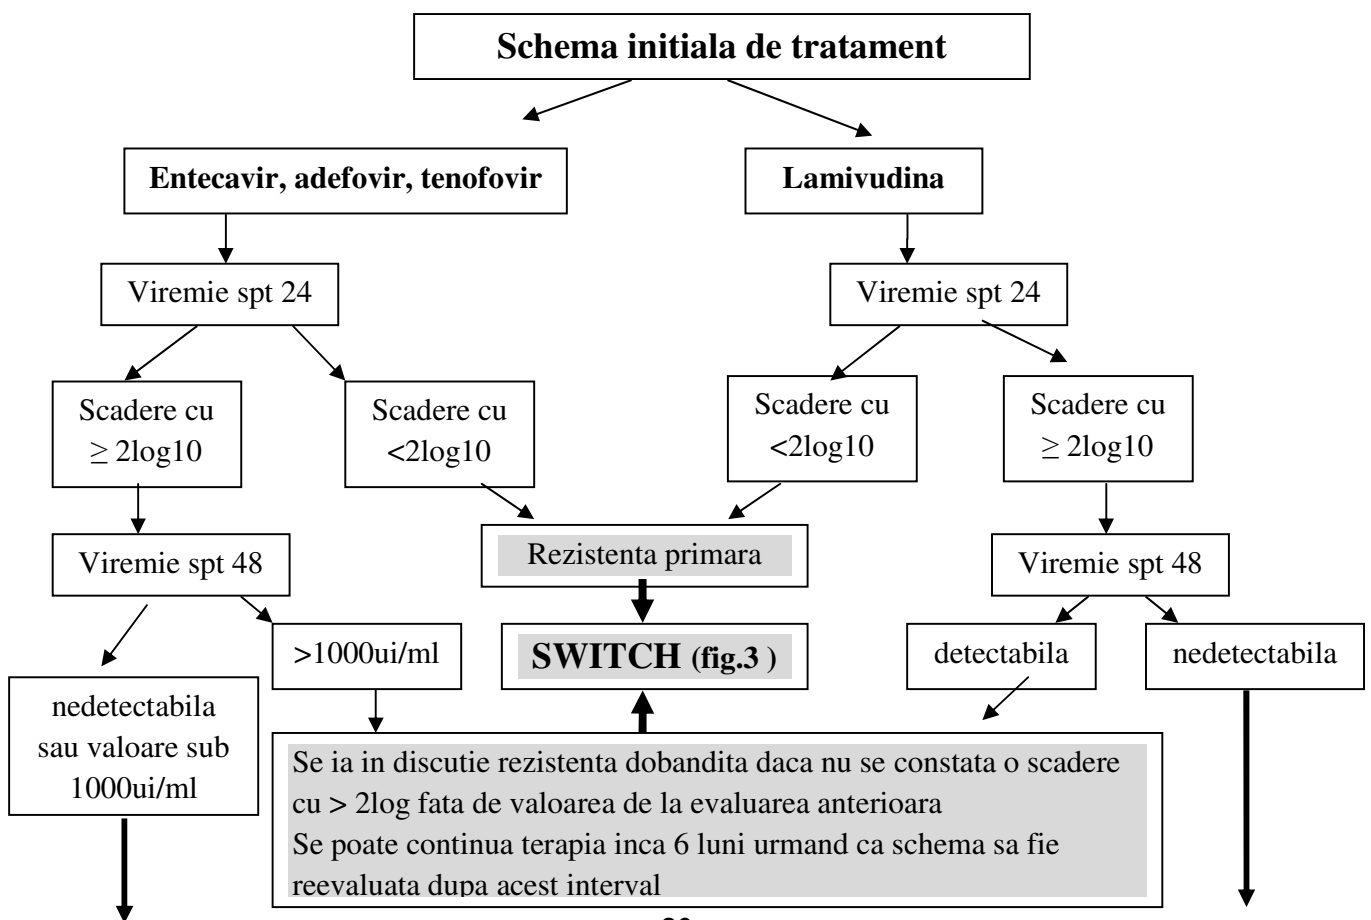 Schema initiala de tratament
Entecavir, adefovir, tenofovir
Lamivudina
Viremie spt 24
Viremie spt 24
Scadere cu
≥ 2log10
Scadere cu
<2log10
Scadere cu
<2log10
Scadere cu
≥ 2log10
Rezistenta primara
Viremie spt 48
Viremie spt 48
>1000ui/ml
SWITCH (fig.3 )
detectabila
nedetectabila
nedetectabila
sau valoare sub
1000ui/ml
Se ia in discutie rezistenta dobandita daca nu se constata o scadere
cu > 2log fata de valoarea de la evaluarea anterioara
Se poate continua terapia inca 6 luni urmand ca schema sa fie
reevaluata dupa acest interval